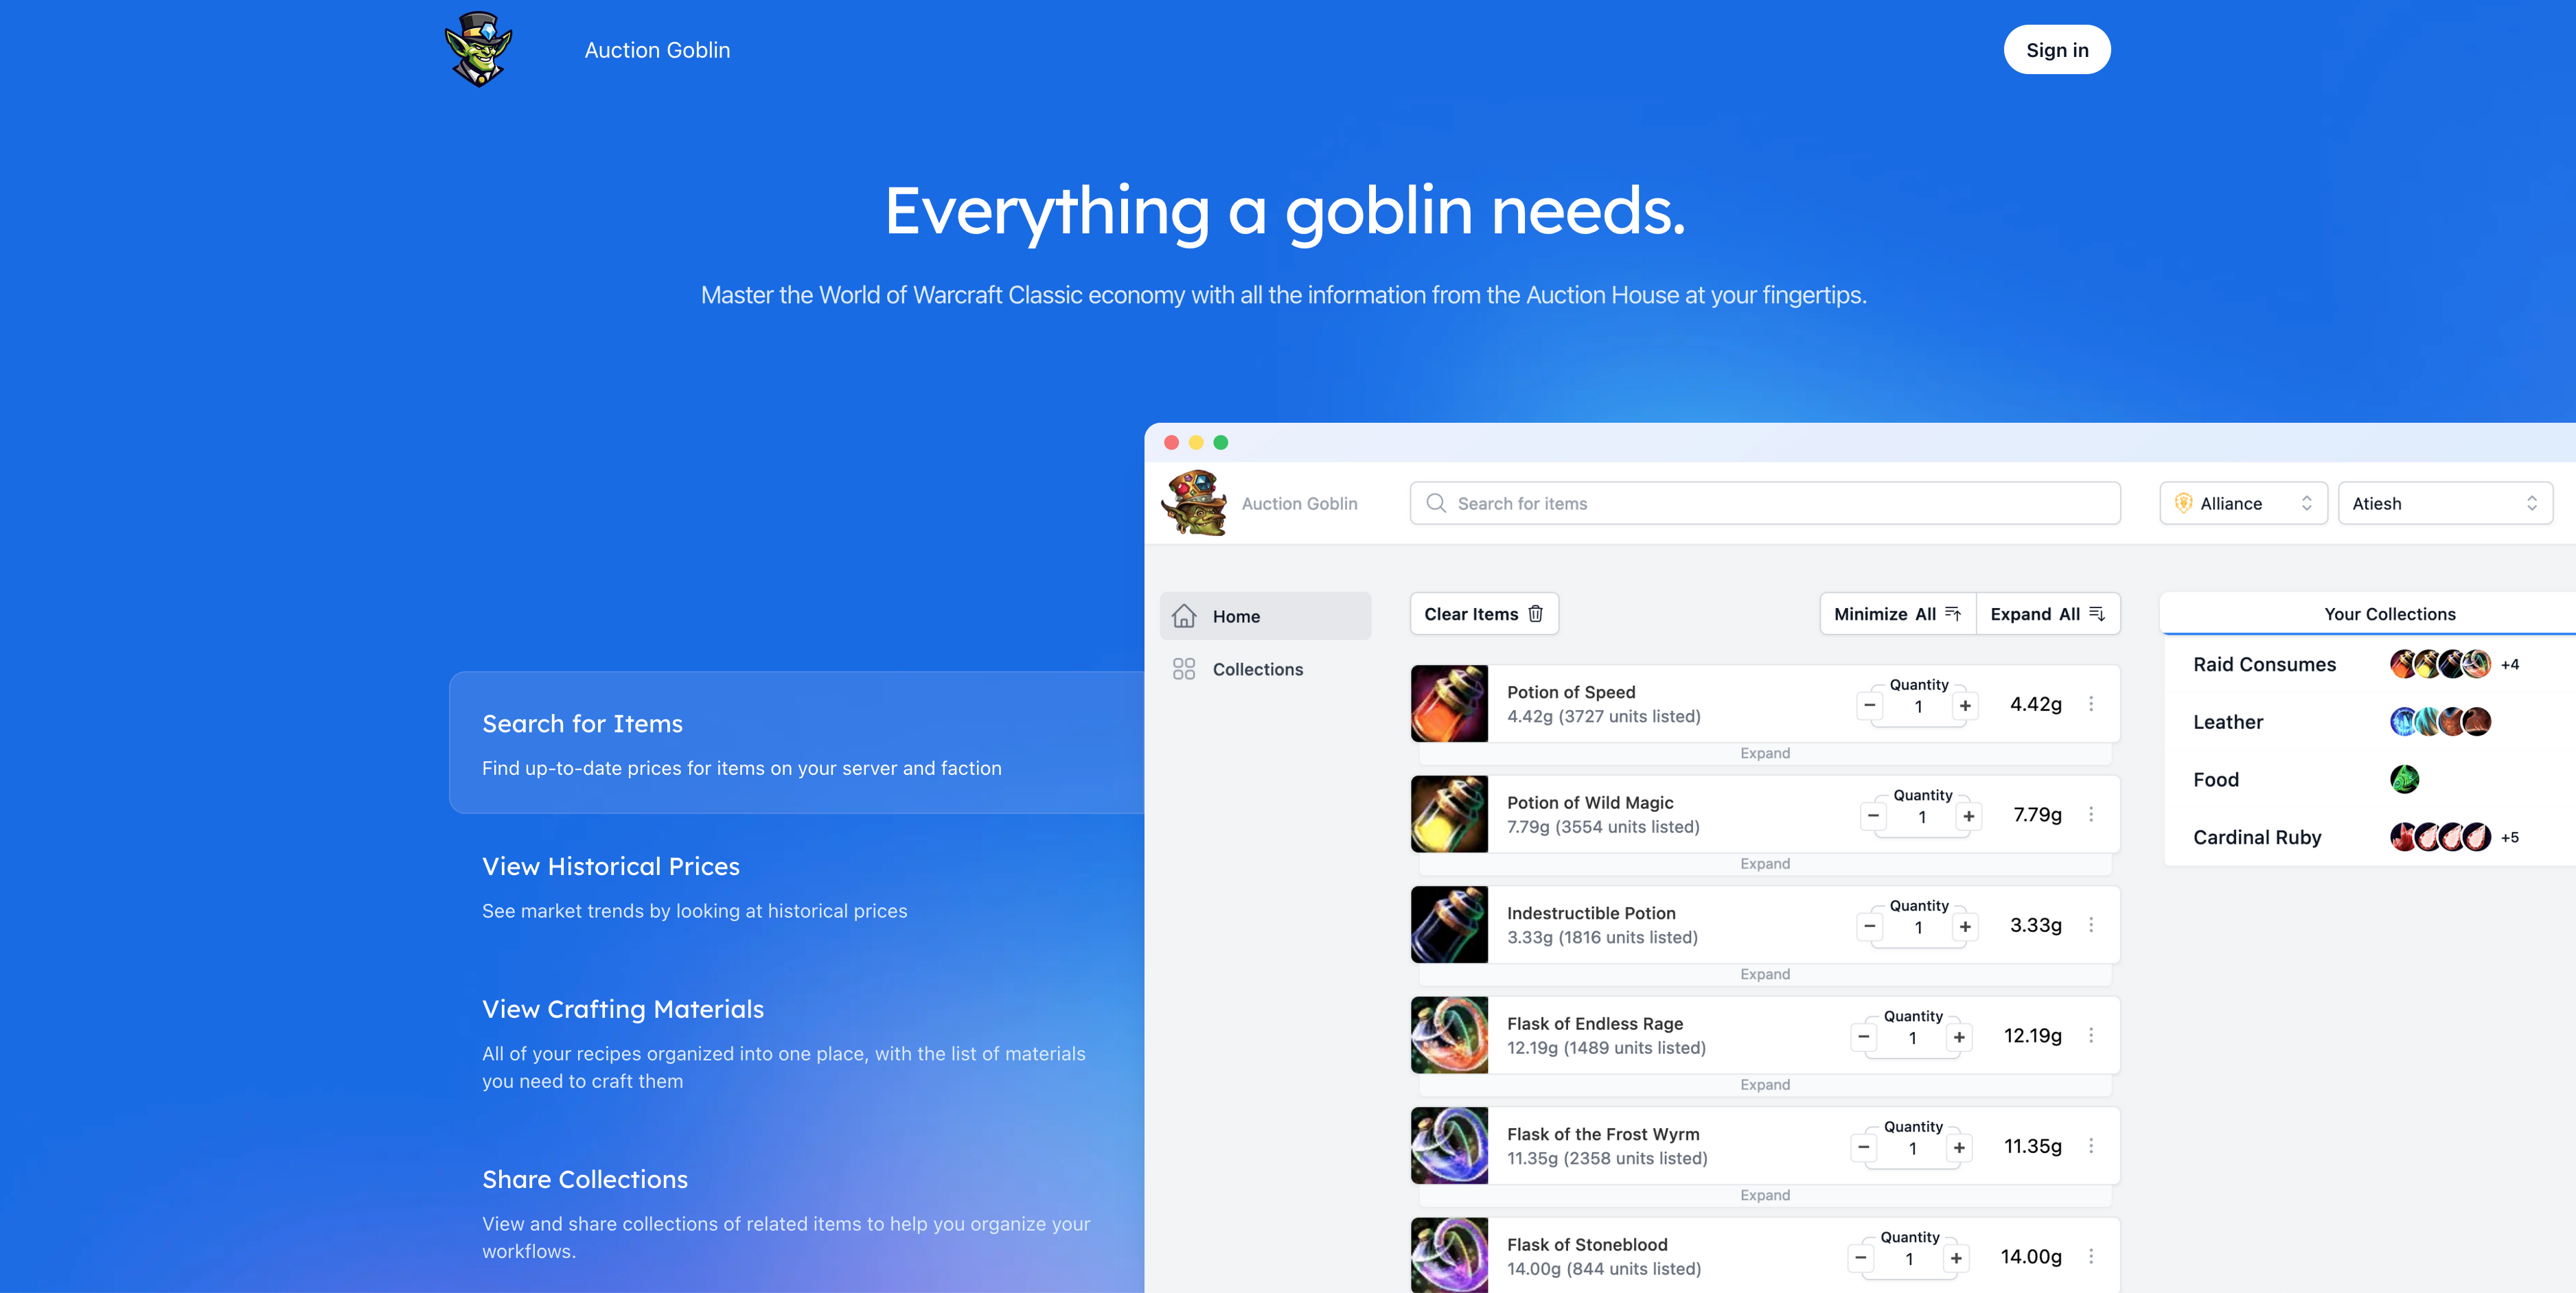 Auction Goblin
Sign in
Everything a goblin needs.
Master the World of Warcraft Classic economy with all the information from the Auction House at your fingertips.
Search for Items
Find up-to-date prices for items on your server and faction
View Historical Prices
See market trends by looking at historical prices
View Crafting Materials
All of your recipes organized into one place, with the list of materials
you need to craft them
Share Collections
View and share collections of related items to help you organize your
workflows.
Auction Goblin
Search for items
Alliance
Atiesh
Home
Collections
Clear Items
Minimize All
Expand All
Potion of Speed
4.42g (3727 units listed)
Quantity
− 1 +
4.42g
Expand
Potion of Wild Magic
7.79g (3554 units listed)
Quantity
− 1 +
7.79g
Expand
Indestructible Potion
3.33g (1816 units listed)
Quantity
− 1 +
3.33g
Expand
Flask of Endless Rage
12.19g (1489 units listed)
Quantity
− 1 +
12.19g
Expand
Flask of the Frost Wyrm
11.35g (2358 units listed)
Quantity
− 1 +
11.35g
Expand
Flask of Stoneblood
14.00g (844 units listed)
Quantity
− 1 +
14.00g
Your Collections
Raid Consumes +4
Leather
Food
Cardinal Ruby +5